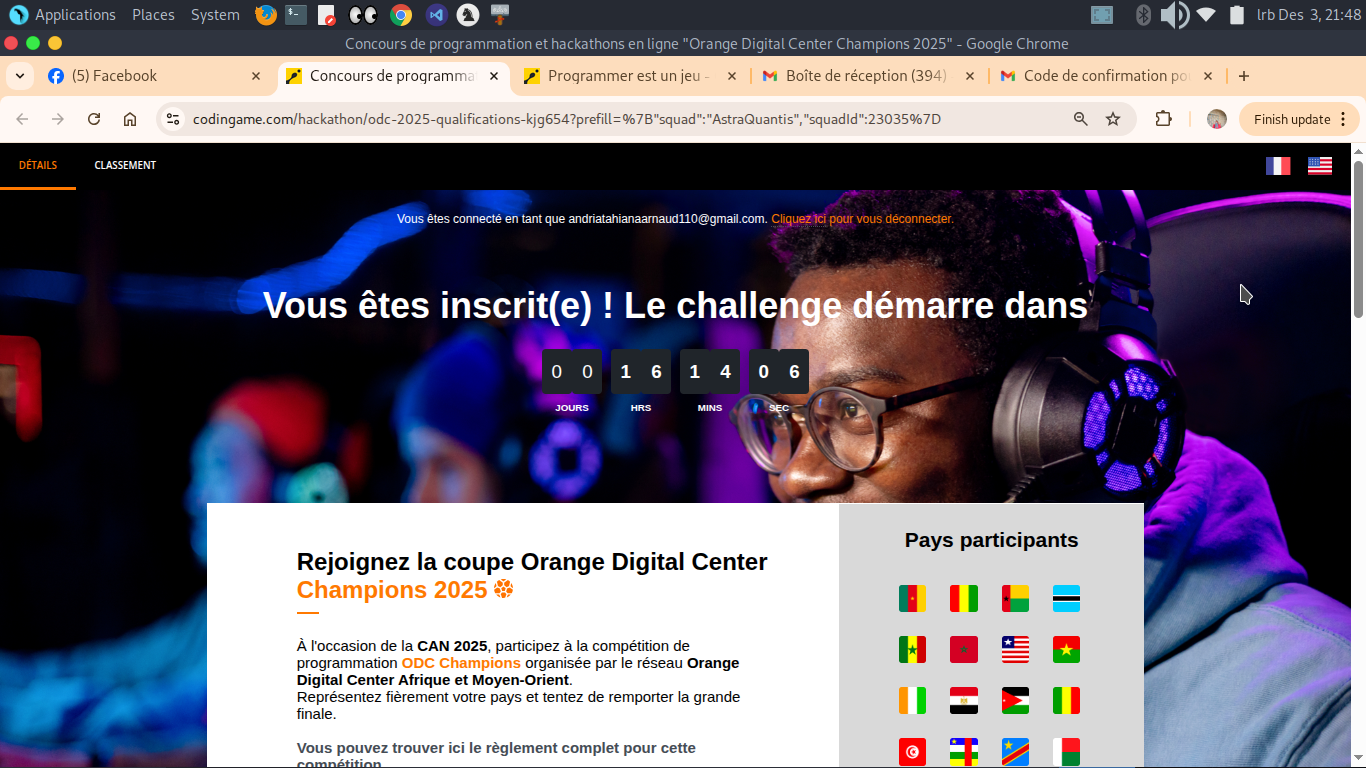 Applications Places System lrb Des 3, 21:48
Concours de programmation et hackathons en ligne "Orange Digital Center Champions 2025" - Google Chrome
(5) Facebook
Concours de programma
Programmer est un jeu -
Boîte de réception (394)
Code de confirmation po
codingame.com/hackathon/odc-2025-qualifications-kjg654?prefill=%7B"squad":"AstraQuantis","squadId":23035%7D
Finish update
DÉTAILS CLASSEMENT
Vous êtes connecté en tant que andriatahianaarnaud110@gmail.com. Cliquez ici pour vous déconnecter.
Vous êtes inscrit(e) ! Le challenge démarre dans
0 0 1 6 1 4 0 6
JOURS HRS MINS SEC
Rejoignez la coupe Orange Digital Center
Champions 2025
À l'occasion de la CAN 2025, participez à la compétition de
programmation ODC Champions organisée par le réseau Orange
Digital Center Afrique et Moyen-Orient.
Représentez fièrement votre pays et tentez de remporter la grande
finale.
Vous pouvez trouver ici le règlement complet pour cette
compétition
Pays participants